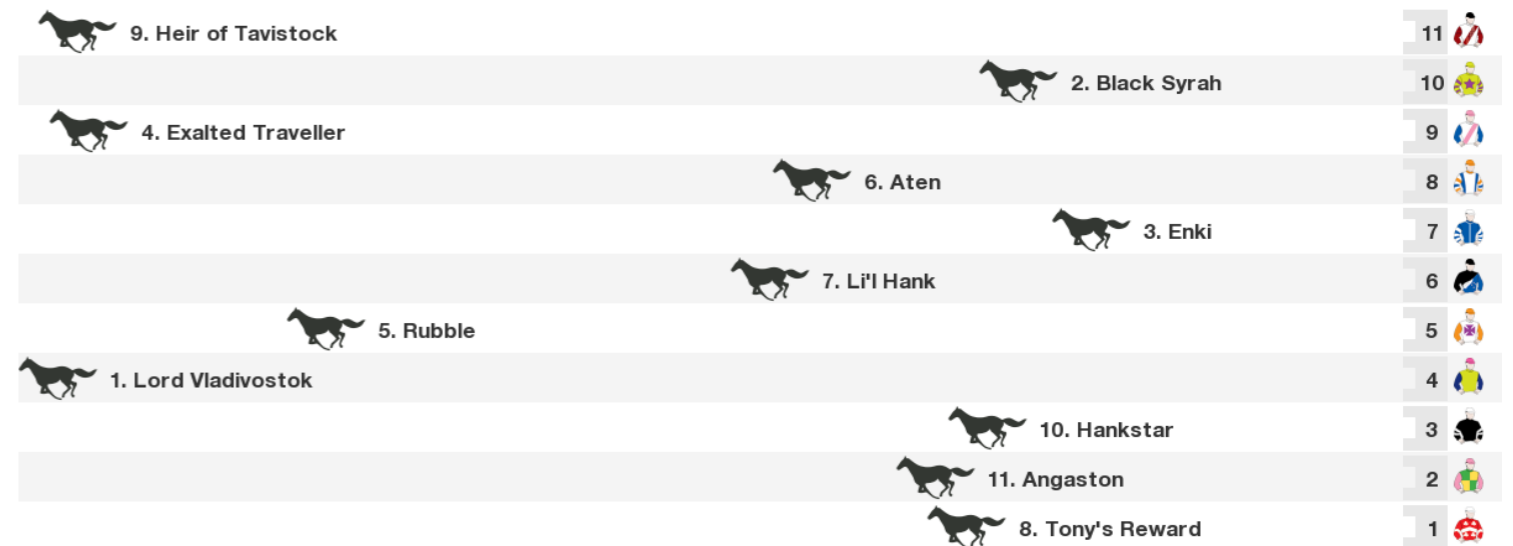 9. Heir of Tavistock 11
2. Black Syrah 10
4. Exalted Traveller 9
6. Aten 8
3. Enki 7
7. Li'l Hank 6
5. Rubble 5
1. Lord Vladivostok 4
10. Hankstar 3
11. Angaston 2
8. Tony's Reward 1